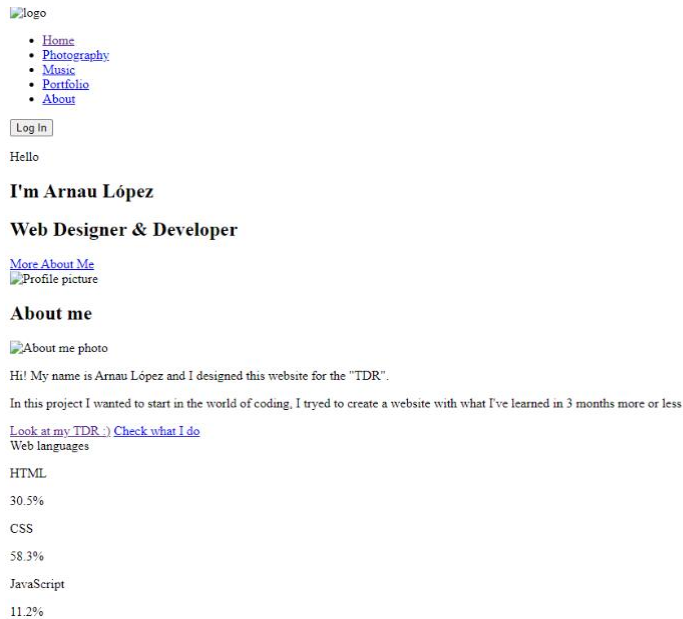 logo
Home
Photography
Music
Portfolio
About
Log In
Hello
I'm Arnau López
Web Designer & Developer
More About Me
Profile picture
About me
About me photo
Hi! My name is Arnau López and I designed this website for the "TDR".
In this project I wanted to start in the world of coding, I tryed to create a website with what I've learned in 3 months more or less
Look at my TDR :) Check what I do
Web languages
HTML
30.5%
CSS
58.3%
JavaScript
11.2%